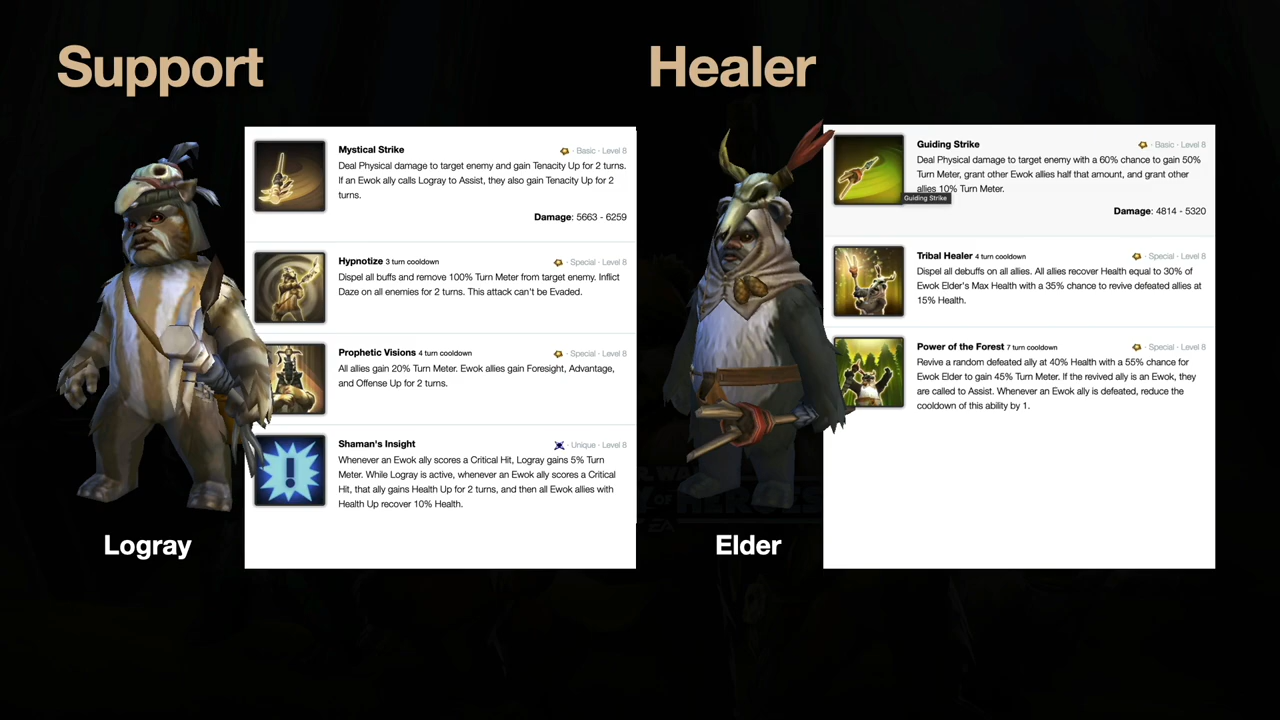 Support
Healer
Mystical Strike
· Basic · Level 8
Deal Physical damage to target enemy and gain Tenacity Up for 2 turns.
If an Ewok ally calls Logray to Assist, they also gain Tenacity Up for 2
turns.
Damage: 5663 - 6259
Hypnotize 3 turn cooldown
· Special · Level 8
Dispel all buffs and remove 100% Turn Meter from target enemy. Inflict
Daze on all enemies for 2 turns. This attack can't be Evaded.
Prophetic Visions 4 turn cooldown
· Special · Level 8
All allies gain 20% Turn Meter. Ewok allies gain Foresight, Advantage,
and Offense Up for 2 turns.
Shaman's Insight
· Unique · Level 8
Whenever an Ewok ally scores a Critical Hit, Logray gains 5% Turn
Meter. While Logray is active, whenever an Ewok ally scores a Critical
Hit, that ally gains Health Up for 2 turns, and then all Ewok allies with
Health Up recover 10% Health.
Logray
Guiding Strike
· Basic · Level 8
Deal Physical damage to target enemy with a 60% chance to gain 50%
Turn Meter, grant other Ewok allies half that amount, and grant other
allies 10% Turn Meter.
Guiding Strike
Damage: 4814 - 5320
Tribal Healer 4 turn cooldown
· Special · Level 8
Dispel all debuffs on all allies. All allies recover Health equal to 30% of
Ewok Elder's Max Health with a 35% chance to revive defeated allies at
15% Health.
Power of the Forest 7 turn cooldown
· Special · Level 8
Revive a random defeated ally at 40% Health with a 55% chance for
Ewok Elder to gain 45% Turn Meter. If the revived ally is an Ewok, they
are called to Assist. Whenever an Ewok ally is defeated, reduce the
cooldown of this ability by 1.
OF HEROES
EA
Elder